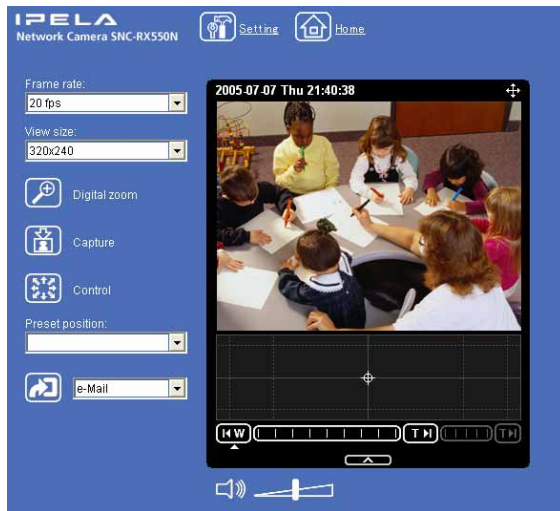 IPELA
Network Camera SNC-RX550N
Setting
Home
Frame rate:
20 fps
View size:
320x240
Digital zoom
Capture
Control
Preset position:
e-Mail
2005-07-07 Thu 21:40:38
W
T
T